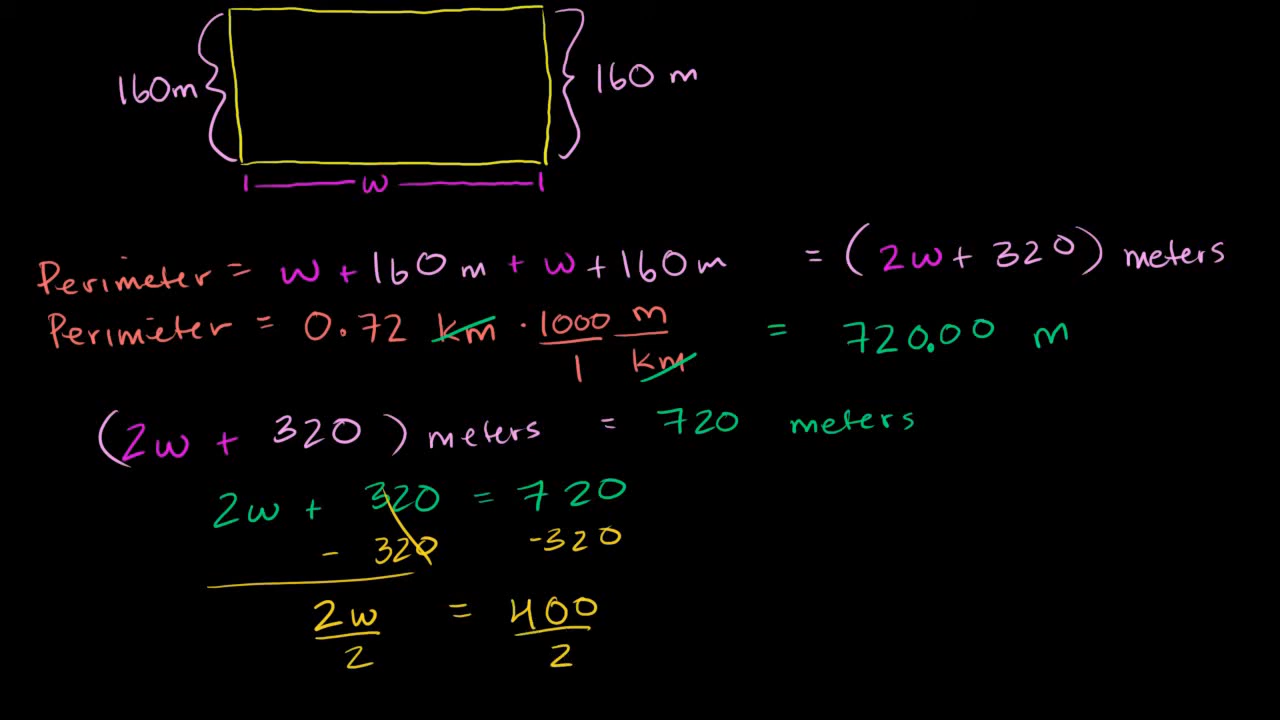 160m 160 m
w
Perimeter = w + 160 m + w + 160 m = (2w + 320) meters
Perimeter = 0.72 km · 1000/1 m/km = 720.00 m
(2w + 320) meters = 720 meters
2w + 320 = 720
- 320 -320
2w/2 = 400/2